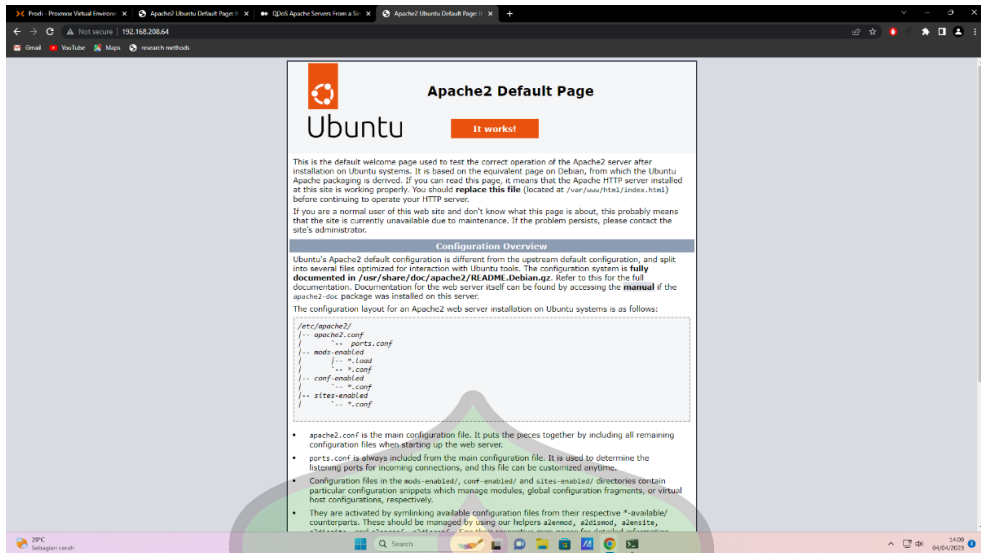 Prodi - Proxmox Virtual Environm
Apache2 Ubuntu Default Page: It
DDoS Apache Servers From a Sin
Apache2 Ubuntu Default Page: It
Not secure | 192.168.208.64
Gmail YouTube Maps research methods
Apache2 Default Page
Ubuntu
It works!
This is the default welcome page used to test the correct operation of the Apache2 server after
installation on Ubuntu systems. It is based on the equivalent page on Debian, from which the Ubuntu
Apache packaging is derived. If you can read this page, it means that the Apache HTTP server installed
at this site is working properly. You should replace this file (located at /var/www/html/index.html)
before continuing to operate your HTTP server.
If you are a normal user of this web site and don't know what this page is about, this probably means
that the site is currently unavailable due to maintenance. If the problem persists, please contact the
site's administrator.
Configuration Overview
Ubuntu's Apache2 default configuration is different from the upstream default configuration, and split
into several files optimized for interaction with Ubuntu tools. The configuration system is fully
documented in /usr/share/doc/apache2/README.Debian.gz. Refer to this for the full
documentation. Documentation for the web server itself can be found by accessing the manual if the
apache2-doc package was installed on this server.
The configuration layout for an Apache2 web server installation on Ubuntu systems is as follows:
/etc/apache2/
|-- apache2.conf
|       `--  ports.conf
|-- mods-enabled
|       |-- *.load
|       `-- *.conf
|-- conf-enabled
|       `-- *.conf
|-- sites-enabled
|       `-- *.conf
• apache2.conf is the main configuration file. It puts the pieces together by including all remaining
configuration files when starting up the web server.
• ports.conf is always included from the main configuration file. It is used to determine the
listening ports for incoming connections, and this file can be customized anytime.
• Configuration files in the mods-enabled/, conf-enabled/ and sites-enabled/ directories contain
particular configuration snippets which manage modules, global configuration fragments, or virtual
host configurations, respectively.
• They are activated by symlinking available configuration files from their respective *-available/
counterparts. These should be managed by using our helpers a2enmod, a2dismod, a2ensite,
29°C
Sebagian cerah
Search
14:09
04/04/2023